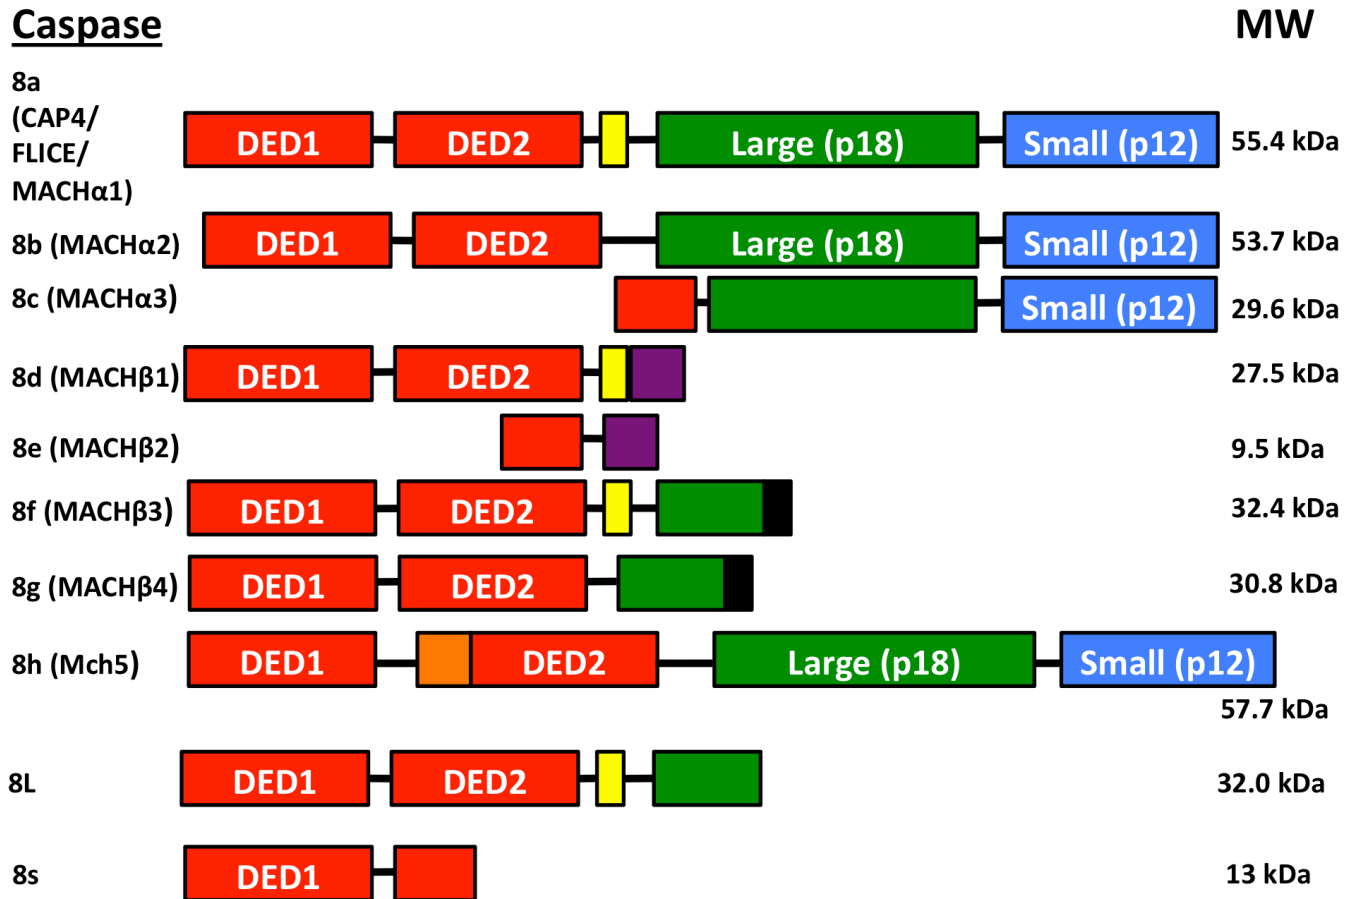 Caspase MW
8a
(CAP4/
FLICE/
MACHα1)
DED1 DED2 Large (p18) Small (p12) 55.4 kDa
8b (MACHα2) DED1 DED2 Large (p18) Small (p12) 53.7 kDa
8c (MACHα3) Small (p12) 29.6 kDa
8d (MACHβ1) DED1 DED2 27.5 kDa
8e (MACHβ2) 9.5 kDa
8f (MACHβ3) DED1 DED2 32.4 kDa
8g (MACHβ4) DED1 DED2 30.8 kDa
8h (Mch5) DED1 DED2 Large (p18) Small (p12)
57.7 kDa
8L DED1 DED2 32.0 kDa
8s DED1 13 kDa